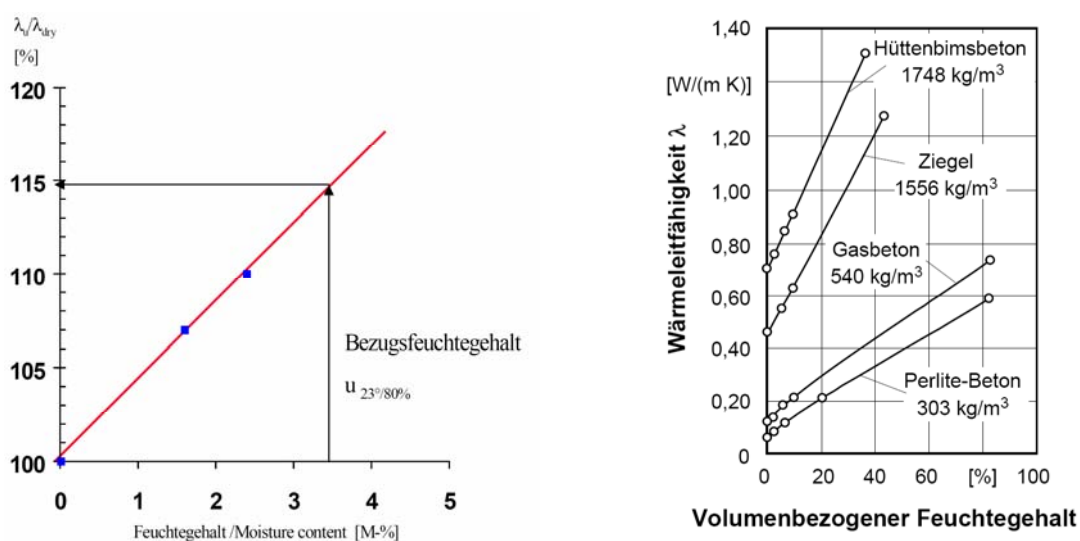 λu/λdry
[%]
120
115
110
105
100
0 1 2 3 4 5
Feuchtegehalt /Moisture content [M-%]
Bezugsfeuchtegehalt
u 23°/80%
1,40
[W/(m K)]
1,20
1,00
0,80
0,60
0,40
0,20
0
Wärmeleitfähigkeit λ
Hüttenbimsbeton
1748 kg/m³
Ziegel
1556 kg/m³
Gasbeton
540 kg/m³
Perlite-Beton
303 kg/m³
0 20 40 60 [%] 100
Volumenbezogener Feuchtegehalt